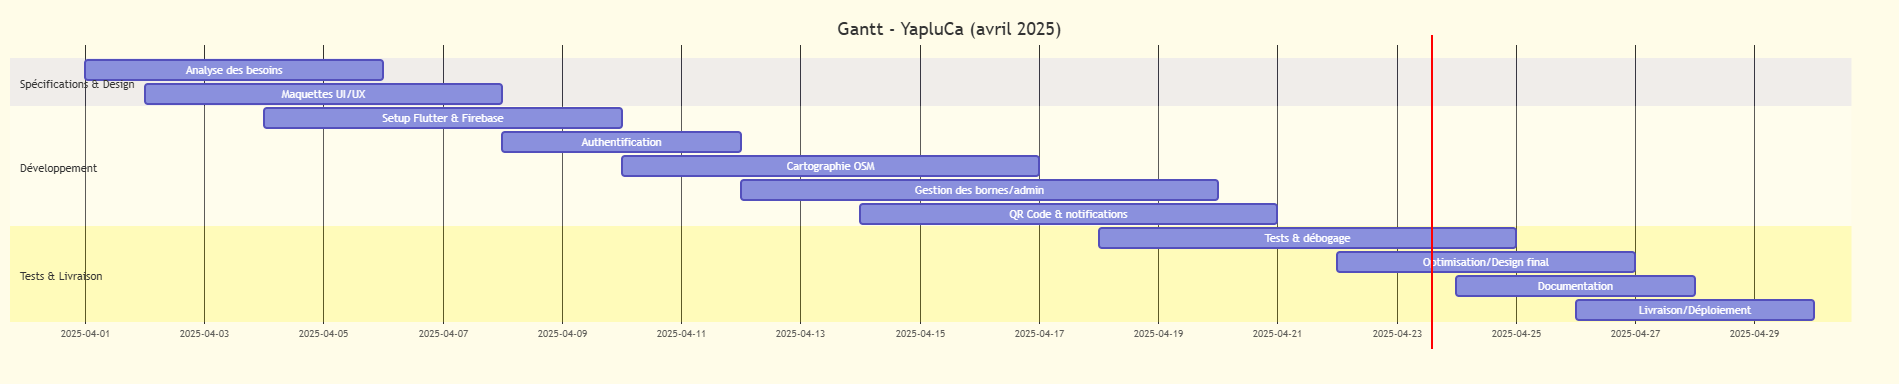 Gantt - YapluCa (avril 2025)
Spécifications & Design
Analyse des besoins
Maquettes UI/UX
Développement
Setup Flutter & Firebase
Authentification
Cartographie OSM
Gestion des bornes/admin
QR Code & notifications
Tests & Livraison
Tests & débogage
Optimisation/Design final
Documentation
Livraison/Déploiement
2025-04-01 2025-04-03 2025-04-05 2025-04-07 2025-04-09 2025-04-11 2025-04-13 2025-04-15 2025-04-17 2025-04-19 2025-04-21 2025-04-23 2025-04-25 2025-04-27 2025-04-29